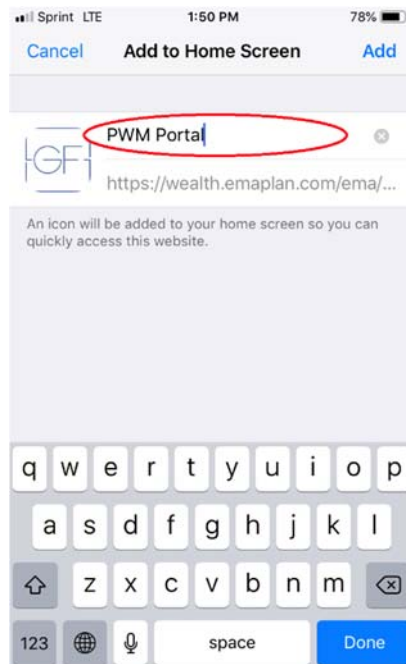 Sprint LTE 1:50 PM 78%
Cancel Add to Home Screen Add
GF
PWM Portal
https://wealth.emaplan.com/ema/...
An icon will be added to your home screen so you can
quickly access this website.
q w e r t y u i o p
a s d f g h j k l
z x c v b n m
123 space Done